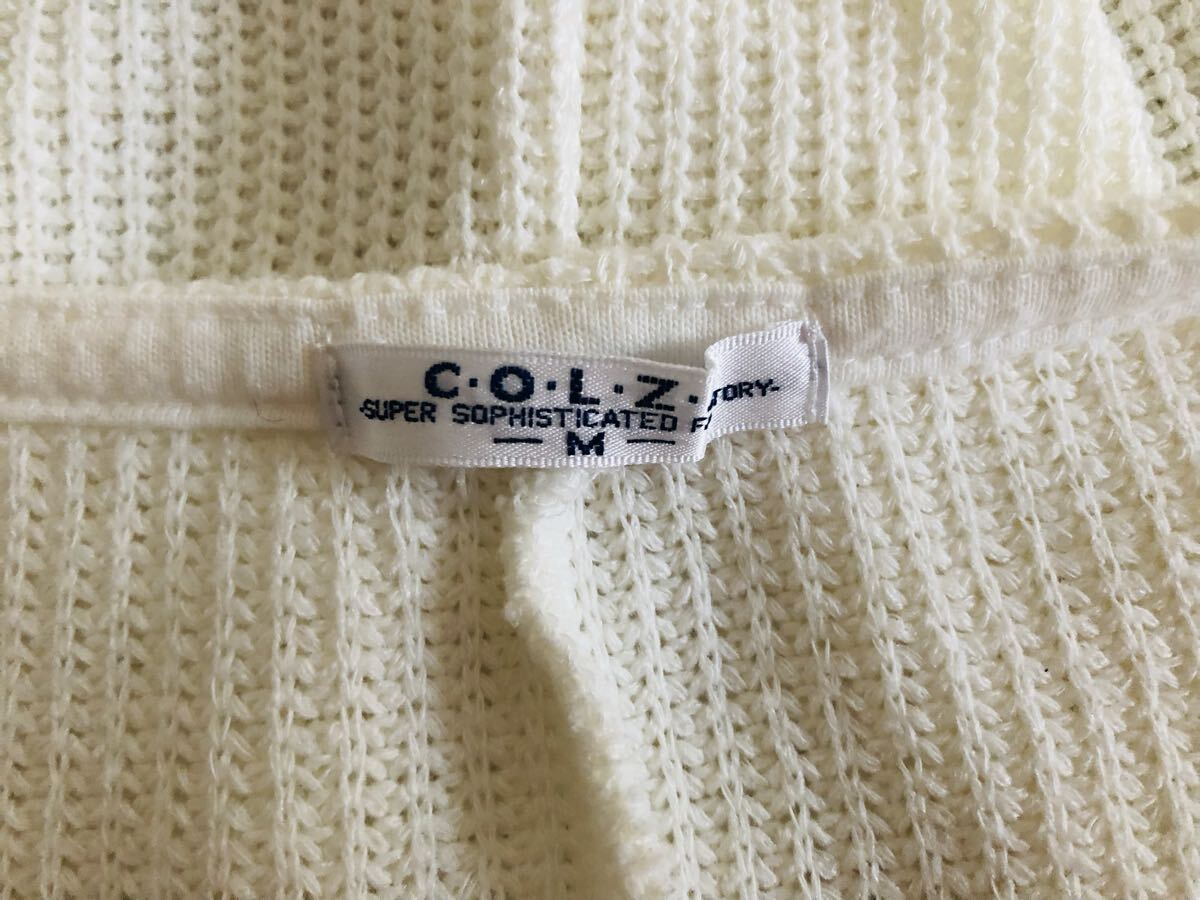 C·O·L·Z·
-SUPER SOPHISTICATED
— M —